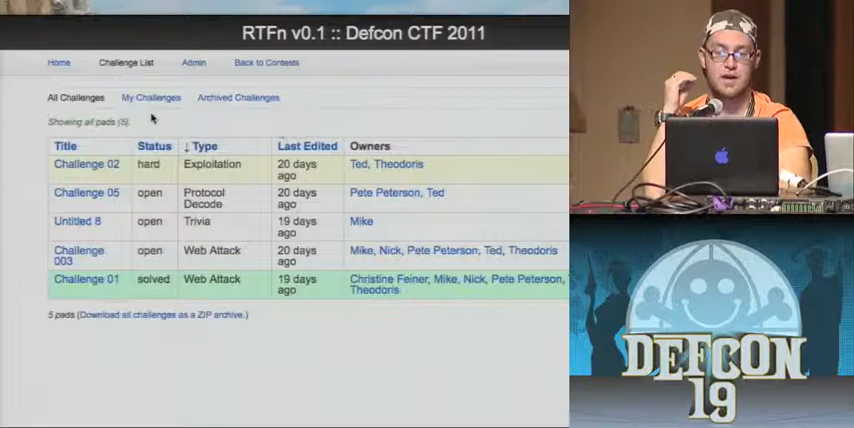 RTFn v0.1 :: Defcon CTF 2011
Home Challenge List Admin Back to Contests
All Challenges My Challenges Archived Challenges
Showing all pads (5).
Title Status ↓ Type Last Edited Owners
Challenge 02 hard Exploitation 20 days ago Ted, Theodoris
Challenge 05 open Protocol Decode 20 days ago Pete Peterson, Ted
Untitled 8 open Trivia 19 days ago Mike
Challenge 003 open Web Attack 20 days ago Mike, Nick, Pete Peterson, Ted, Theodoris
Challenge 01 solved Web Attack 19 days ago Christine Feiner, Mike, Nick, Pete Peterson, Theodoris
5 pads (Download all challenges as a ZIP archive.)
DEFCON
19